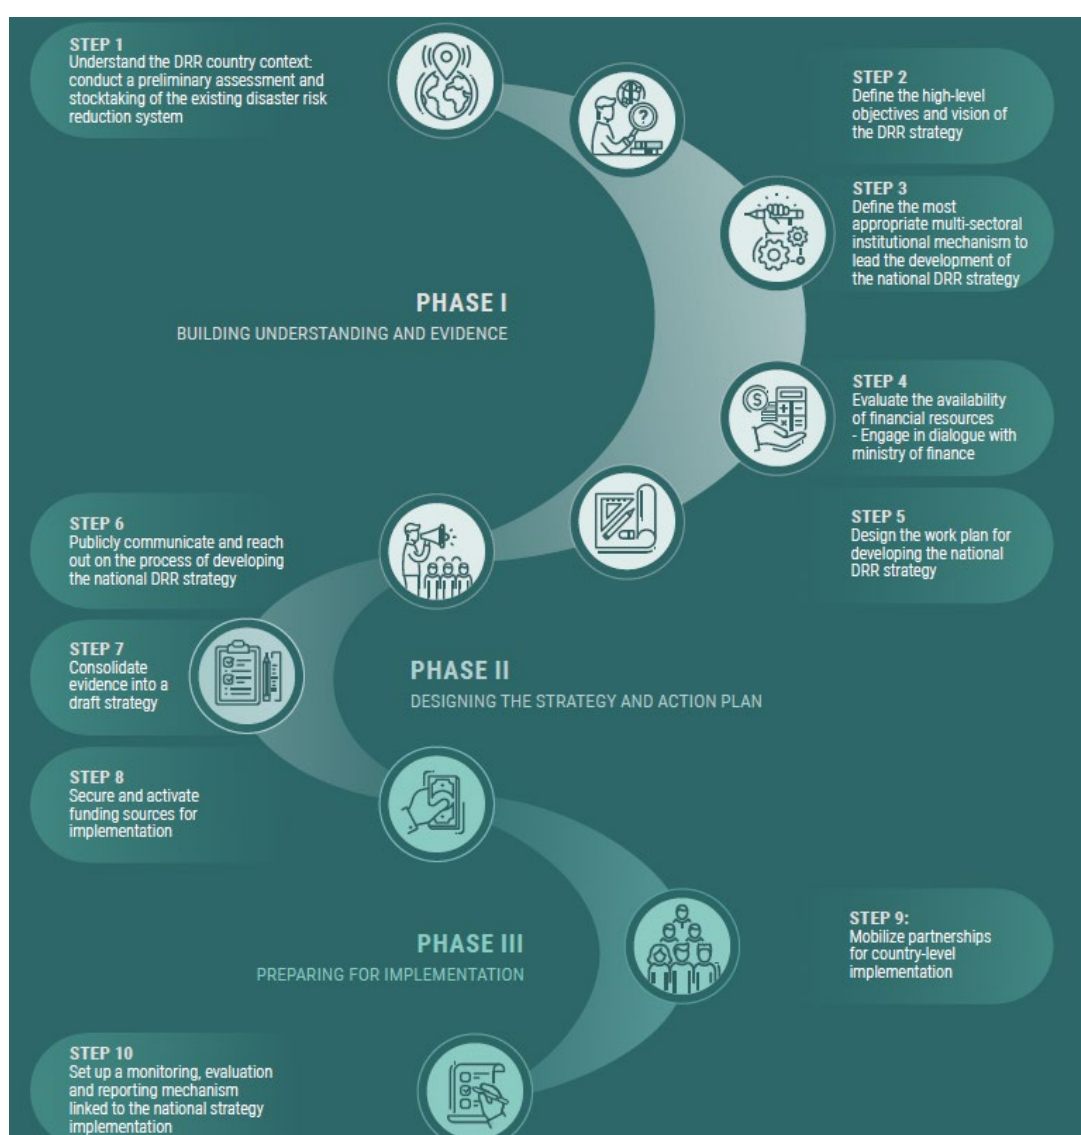 STEP 1
Understand the DRR country context:
conduct a preliminary assessment and
stocktaking of the existing disaster risk
reduction system
STEP 2
Define the high-level
objectives and vision of
the DRR strategy
STEP 3
Define the most
appropriate multi-sectoral
institutional mechanism to
lead the development of
the national DRR strategy
PHASE I
BUILDING UNDERSTANDING AND EVIDENCE
STEP 4
Evaluate the availability
of financial resources
- Engage in dialogue with
ministry of finance
STEP 5
Design the work plan for
developing the national
DRR strategy
STEP 6
Publicly communicate and reach
out on the process of developing
the national DRR strategy
STEP 7
Consolidate
evidence into a
draft strategy
PHASE II
DESIGNING THE STRATEGY AND ACTION PLAN
STEP 8
Secure and activate
funding sources for
implementation
STEP 9:
Mobilize partnerships
for country-level
implementation
PHASE III
PREPARING FOR IMPLEMENTATION
STEP 10
Set up a monitoring, evaluation
and reporting mechanism
linked to the national strategy
implementation